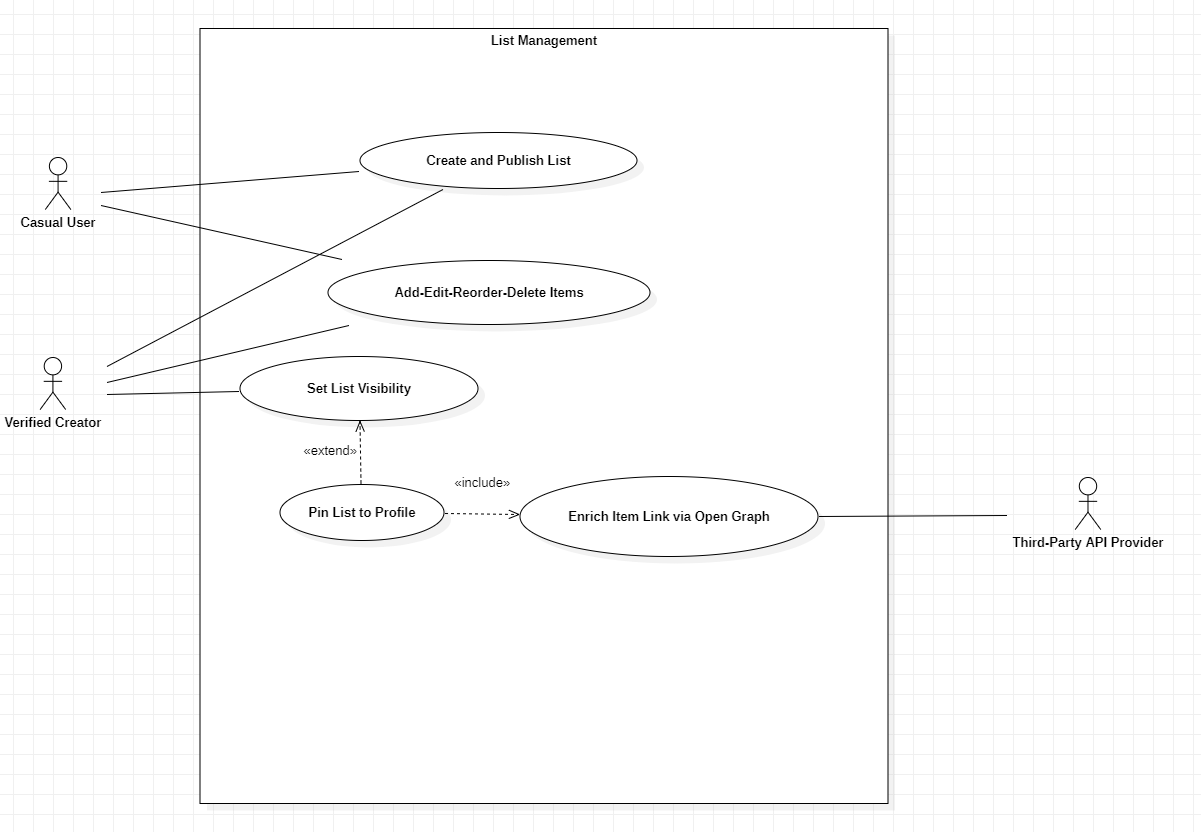 List Management
Create and Publish List
Casual User
Add-Edit-Reorder-Delete Items
Set List Visibility
Verified Creator
«extend»
«include»
Pin List to Profile
Enrich Item Link via Open Graph
Third-Party API Provider